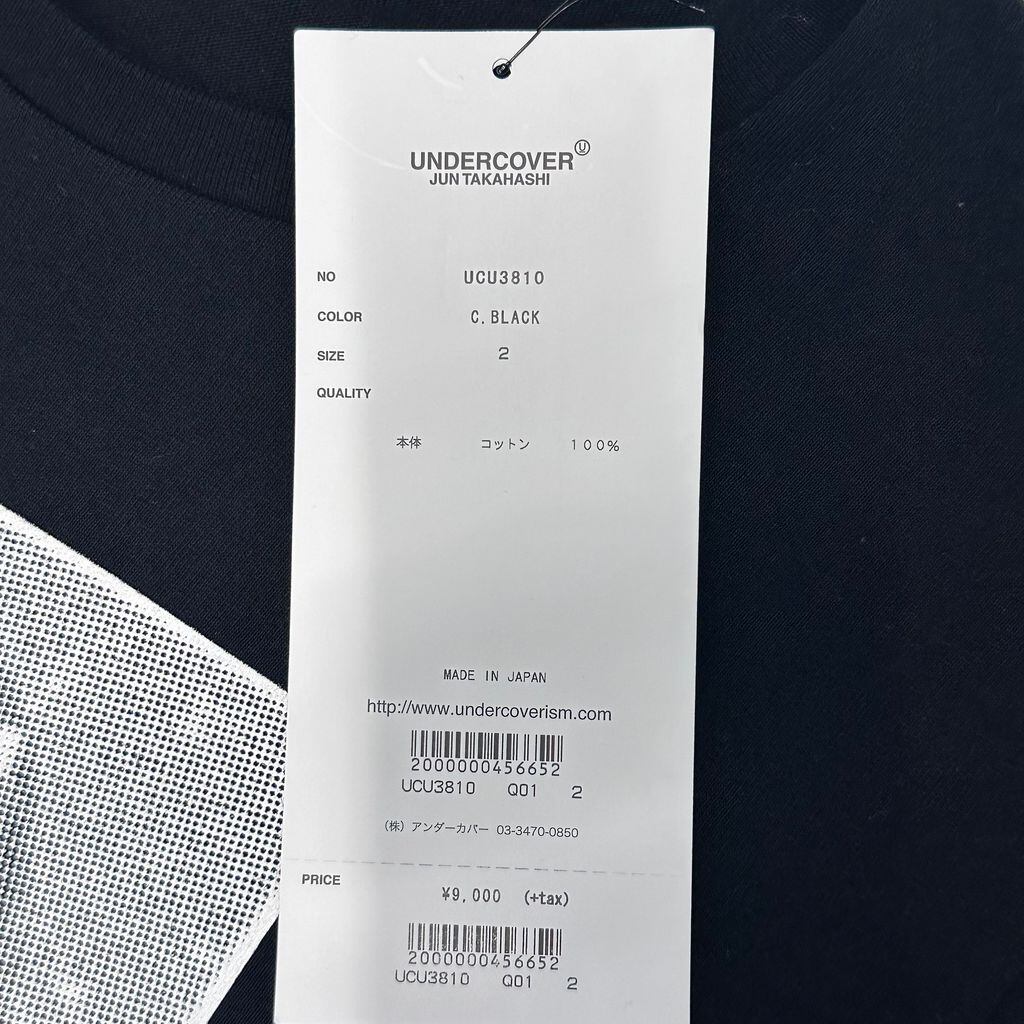 UNDERCOVER Ⓤ
JUN TAKAHASHI
NO UCU3810
COLOR C.BLACK
SIZE 2
QUALITY
本体 コットン 100%
MADE IN JAPAN
http://www.undercoverism.com
2000000456652
UCU3810 Q01 2
(株) アンダーカバー 03-3470-0850
PRICE ¥9,000 (+tax)
2000000456652
UCU3810 Q01 2